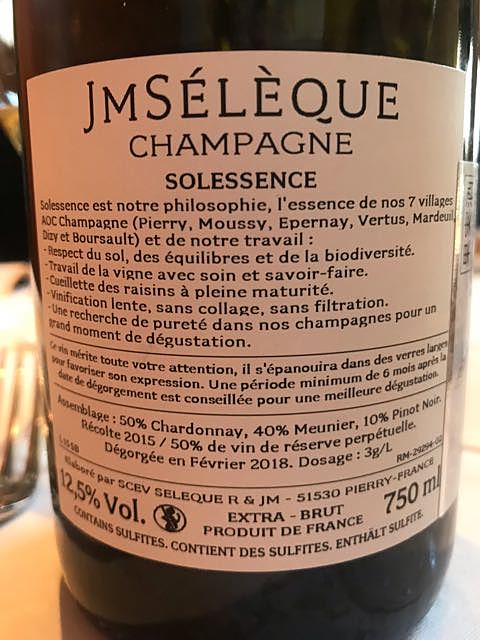 JMSÉLÈQUE
CHAMPAGNE
SOLESSENCE
Solessence est notre philosophie, l'essence de nos 7 villages
AOC Champagne (Pierry, Moussy, Epernay, Vertus, Mardeuil,
Dizy et Boursault) et de notre travail :
- Respect du sol, des équilibres et de la biodiversité.
- Travail de la vigne avec soin et savoir-faire.
- Cueillette des raisins à pleine maturité.
- Vinification lente, sans collage, sans filtration.
- Une recherche de pureté dans nos champagnes pour un
grand moment de dégustation.
Ce vin mérite toute votre attention, il s'épanouira dans des verres larges
pour favoriser son expression. Une période minimum de 6 mois après la
date de dégorgement est conseillée pour une meilleure dégustation.
Assemblage : 50% Chardonnay, 40% Meunier, 10% Pinot Noir.
Récolte 2015 / 50% de vin de réserve perpétuelle.
Dégorgée en Février 2018. Dosage : 3g/L
RM-29294-02
élaboré par SCEV SELEQUE R & JM - 51530 PIERRY-FRANCE
12,5% Vol.
EXTRA - BRUT
750 ml
PRODUIT DE FRANCE
CONTAINS SULFITES. CONTIENT DES SULFITES. ENTHÄLT SULFITE.